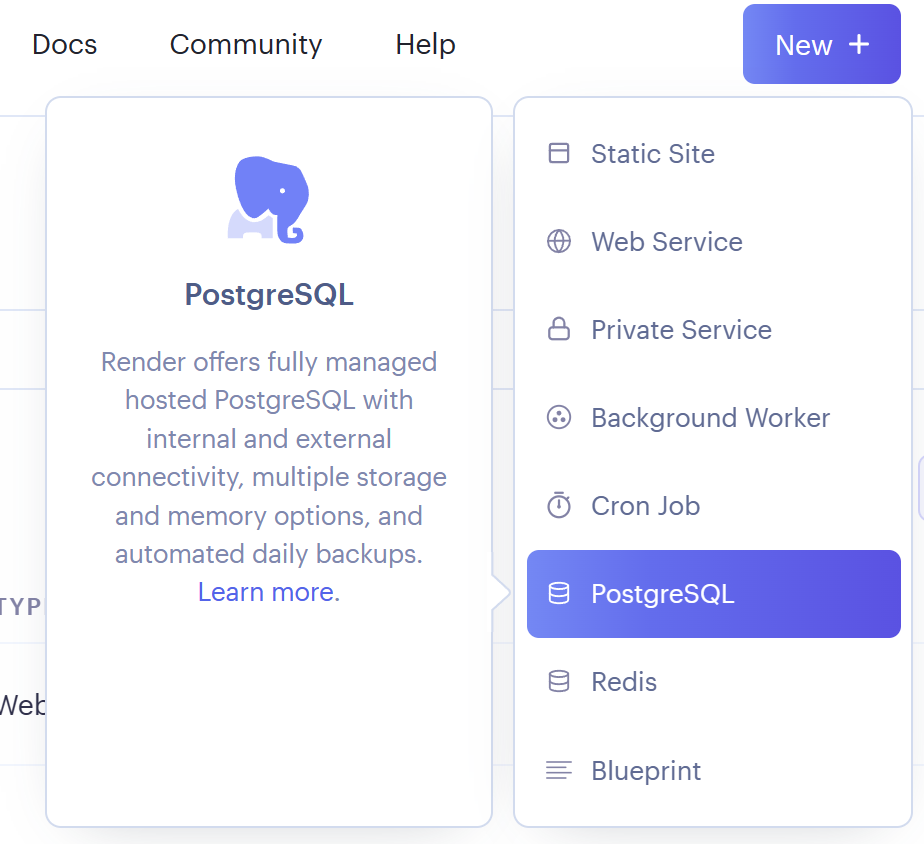 Docs
Community
Help
New +
PostgreSQL
Render offers fully managed
hosted PostgreSQL with
internal and external
connectivity, multiple storage
and memory options, and
automated daily backups.
Learn more.
TYP
Web
Static Site
Web Service
Private Service
Background Worker
Cron Job
PostgreSQL
Redis
Blueprint